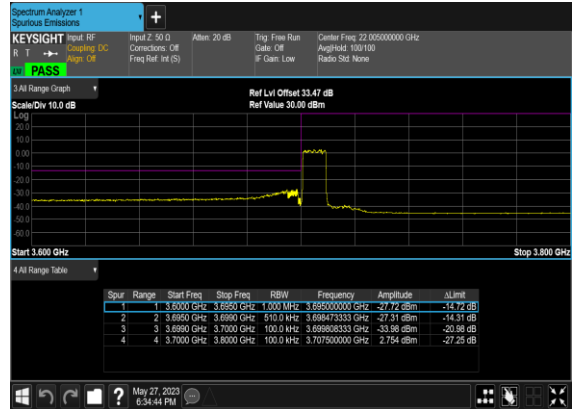 Spectrum Analyzer 1
Spurious Emissions
KEYSIGHT Input: RF Input Z: 50 Ω Atten: 20 dB Trig: Free Run Center Freq: 22.005000000 GHz
R T Coupling: DC Corrections: Off Gate: Off Avg|Hold: 100/100
Align: Off Freq Ref: Int (S) IF Gain: Low Radio Std: None
PASS
3 All Range Graph
Ref Lvl Offset 33.47 dB
Scale/Div 10.0 dB Ref Value 30.00 dBm
Log
20.0
10.0
0.00
-10.0
-20.0
-30.0
-40.0
-50.0
-60.0
Start 3.600 GHz Stop 3.800 GHz
4 All Range Table
Spur Range Start Freq Stop Freq RBW Frequency Amplitude ΔLimit
1 1 3.6000 GHz 3.6950 GHz 1.000 MHz 3.695000000 GHz -27.72 dBm -14.72 dB
2 2 3.6950 GHz 3.6990 GHz 510.0 kHz 3.698473333 GHz -27.31 dBm -14.31 dB
3 3 3.6990 GHz 3.7000 GHz 100.0 kHz 3.699808333 GHz -33.98 dBm -20.98 dB
4 4 3.7000 GHz 3.8000 GHz 100.0 kHz 3.707500000 GHz 2.754 dBm -27.25 dB
? May 27, 2023
6:34:44 PM